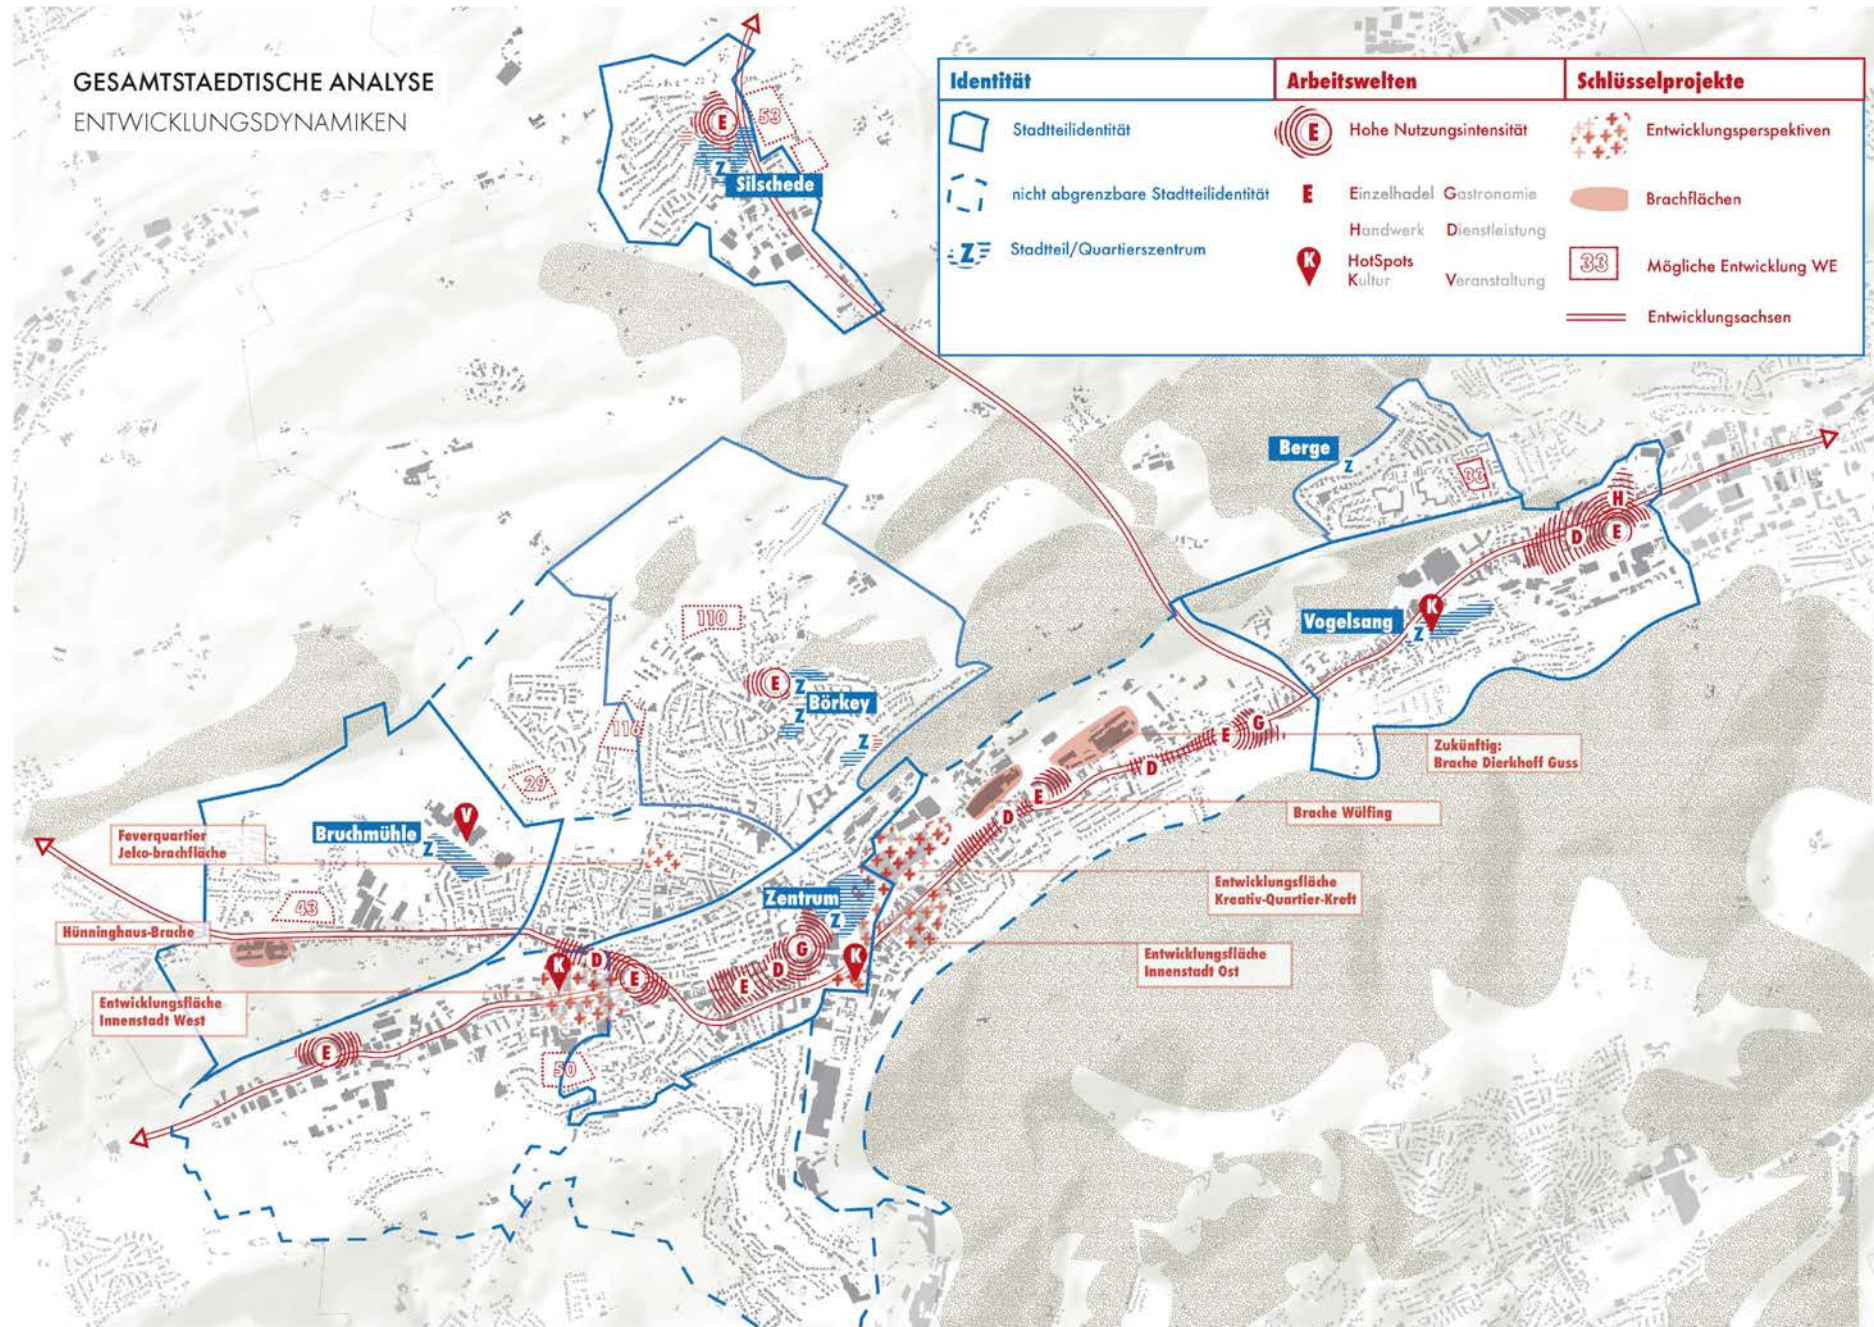 GESAMTSTAEDTISCHE ANALYSE
ENTWICKLUNGSDYNAMIKEN
Identität
Stadtteilidentität
nicht abgrenzbare Stadtteilidentität
Z
Stadtteil/Quartierszentrum
Arbeitswelten
E
Hohe Nutzungsintensität
E
Einzelhadel Gastronomie
Handwerk Dienstleistung
K
HotSpots
Kultur Veranstaltung
Schlüsselprojekte
Entwicklungsperspektiven
Brachflächen
33
Mögliche Entwicklung WE
Entwicklungsachsen
E
53
Z
Silschede
Berge
Z
33
H
D
E
K
Vogelsang
Z
110
E
Z
Börkey
Z
Z
116
29
G
E
D
E
D
Zukünftig:
Brache Dierkhoff Guss
Brache Wülfing
V
Bruchmühle
Z
Feverquartier
Jelco-brachfläche
43
Hünninghaus-Brache
Zentrum
Z
Entwicklungsfläche
Kreativ-Quartier-Kreft
Entwicklungsfläche
Innenstadt Ost
K
D
E
E
D
G
K
Entwicklungsfläche
Innenstadt West
E
50